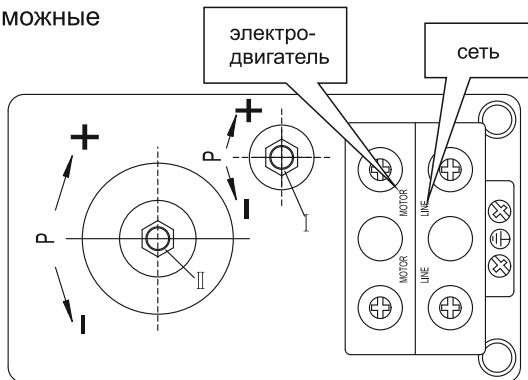 можные
электро-
двигатель
сеть
+
P
−
I
+
P
−
II
MOTOR
LINE
MOTOR
LINE